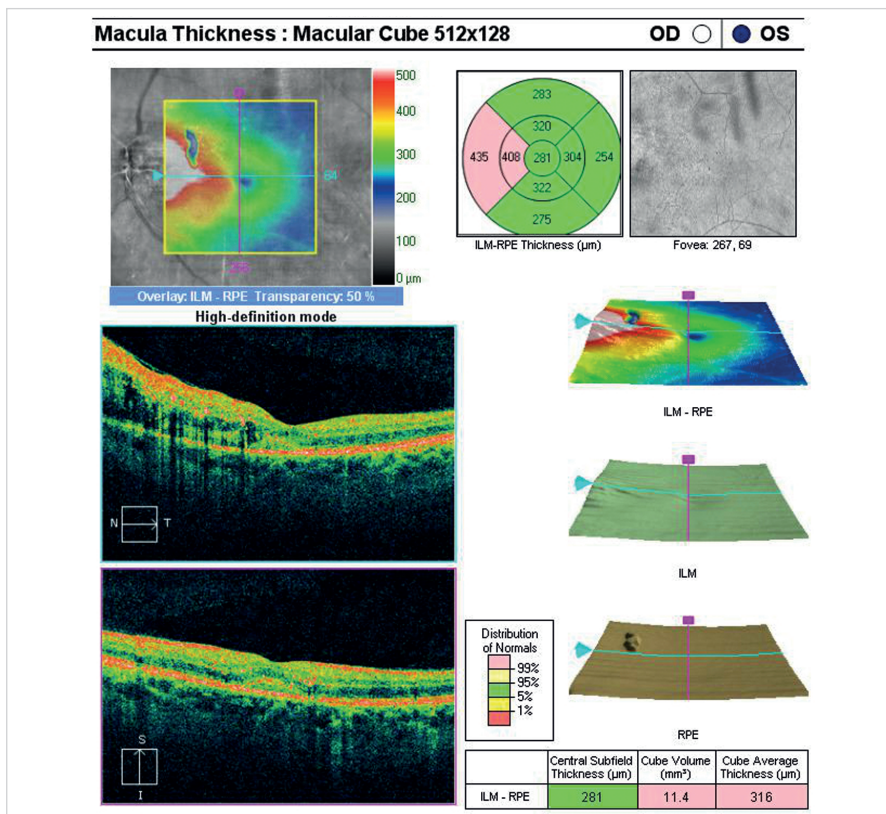 Macula Thickness : Macular Cube 512x128 OD OS
500
400
300
200
100
0 µm
64
Overlay: ILM - RPE Transparency: 50 %
283
320
435 408 281 304 254
322
275
ILM-RPE Thickness (µm)
Fovea: 267, 69
High-definition mode
N T
S
I
ILM - RPE
ILM
RPE
Distribution
of Normals
99%
95%
5%
1%
Central Subfield Thickness (µm) Cube Volume (mm³) Cube Average Thickness (µm)
ILM - RPE 281 11.4 316